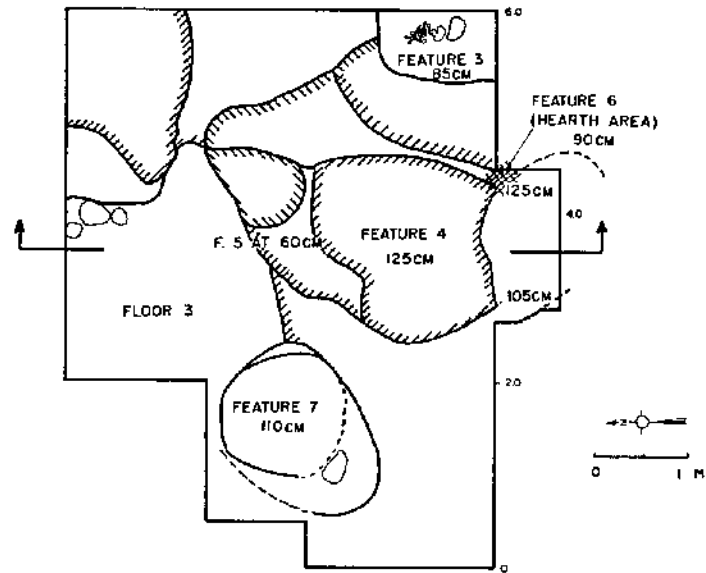 6.0
FEATURE 3
85CM
FEATURE 6
(HEARTH AREA)
90CM
125CM
4.0
F. 5 AT 60CM
FEATURE 4
125CM
FLOOR 3
105CM
2.0
FEATURE 7
110CM
N
0 1 M
0